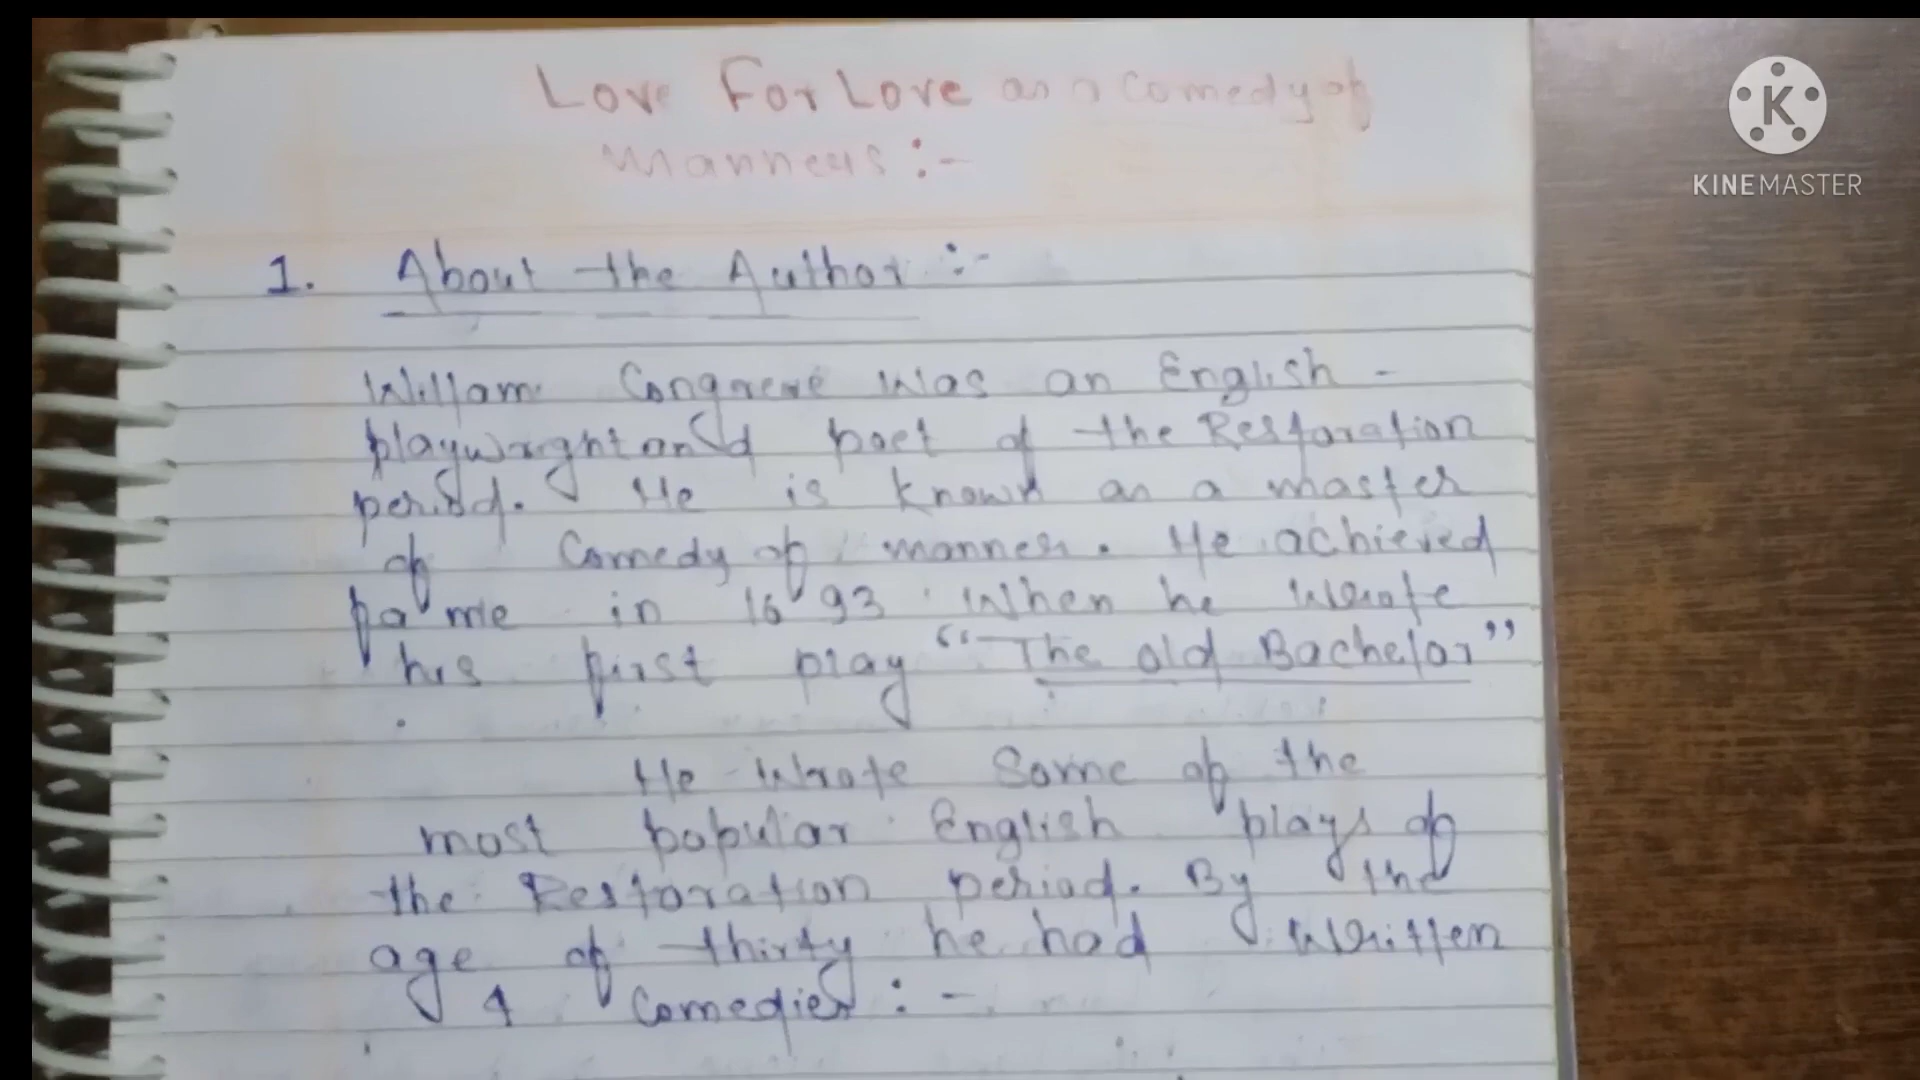 Love For Love as a Comedy of
Manners :-
1. About the Author :-
William Congreve was an English -
playwright and poet of the Restoration
period. He is known as a master
of Comedy of manners. He achieved
fame in 1693 When he wrote
his first play “The old Bachelor”
He wrote Some of the
most popular English plays of
the Restoration period. By the
age of thirty he had written
4 Comedies :-
K
KINEMASTER